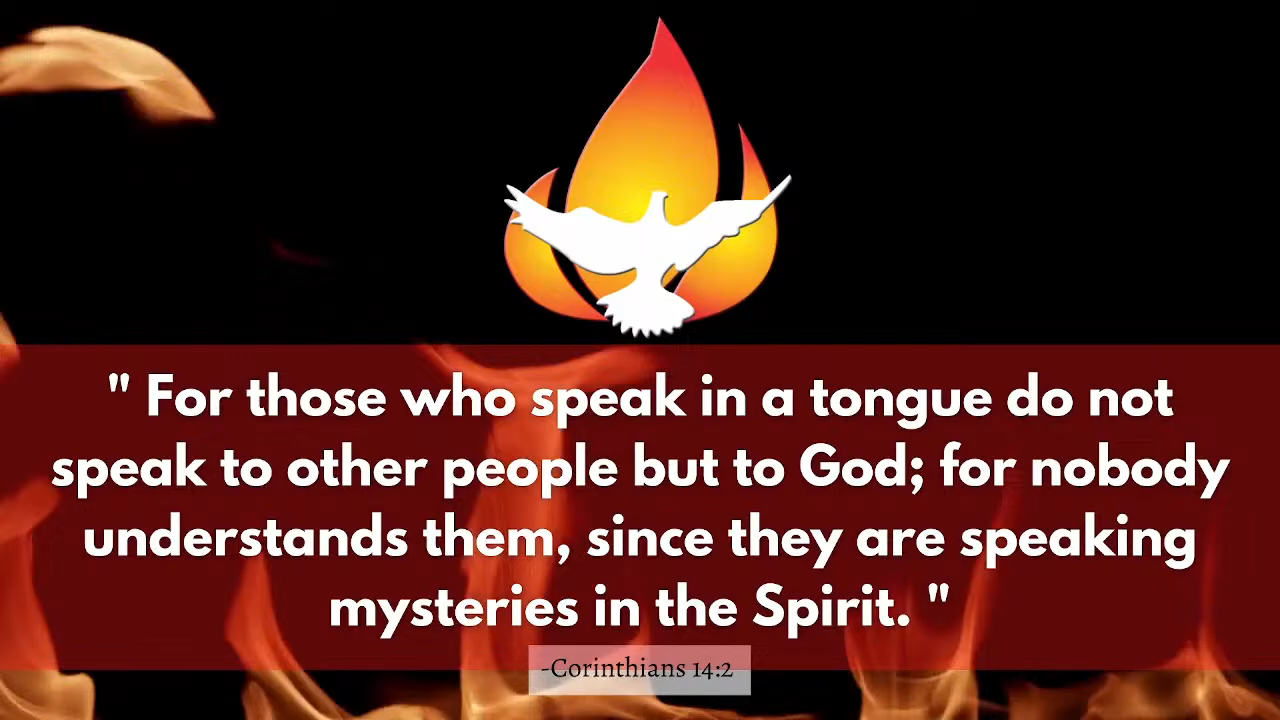 " For those who speak in a tongue do not
speak to other people but to God; for nobody
understands them, since they are speaking
mysteries in the Spirit. "
-Corinthians 14:2